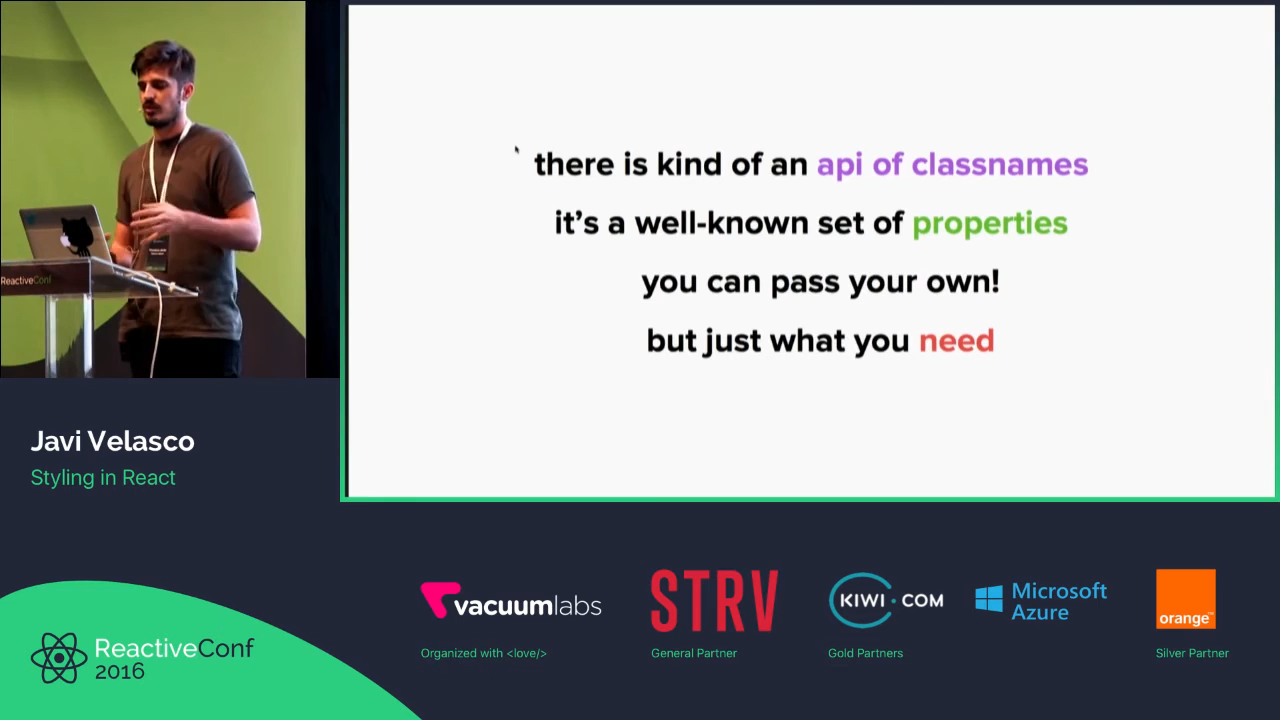 there is kind of an api of classnames
it's a well-known set of properties
you can pass your own!
but just what you need
ReactiveConf
Javi Velasco
Styling in React
vacuumlabs
STRV
KIWI.COM
Microsoft
Azure
orange™
Organized with <love/>
General Partner
Gold Partners
Silver Partner
ReactiveConf
2016